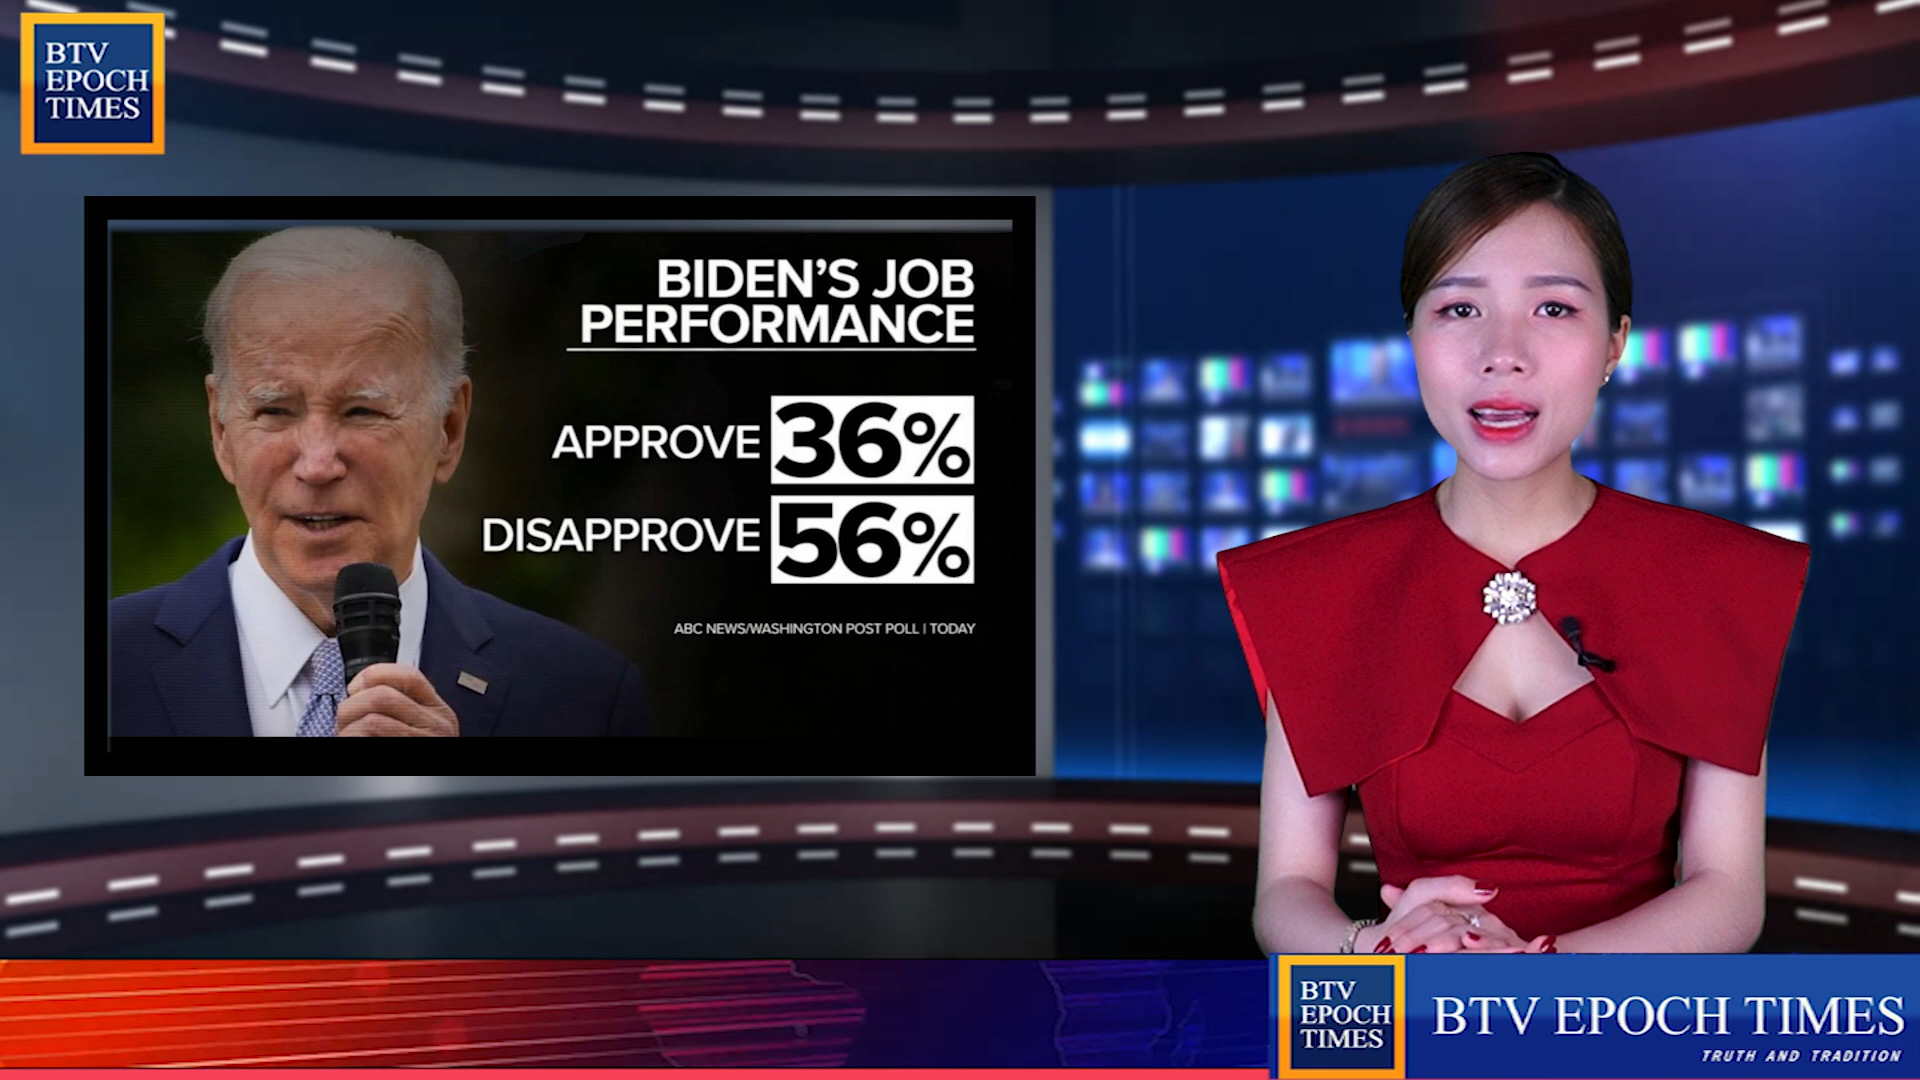 BTV
EPOCH
TIMES
BIDEN'S JOB
PERFORMANCE
APPROVE 36%
DISAPPROVE 56%
ABC NEWS/WASHINGTON POST POLL | TODAY
BTV
EPOCH
TIMES
BTV EPOCH TIMES
TRUTH AND TRADITION